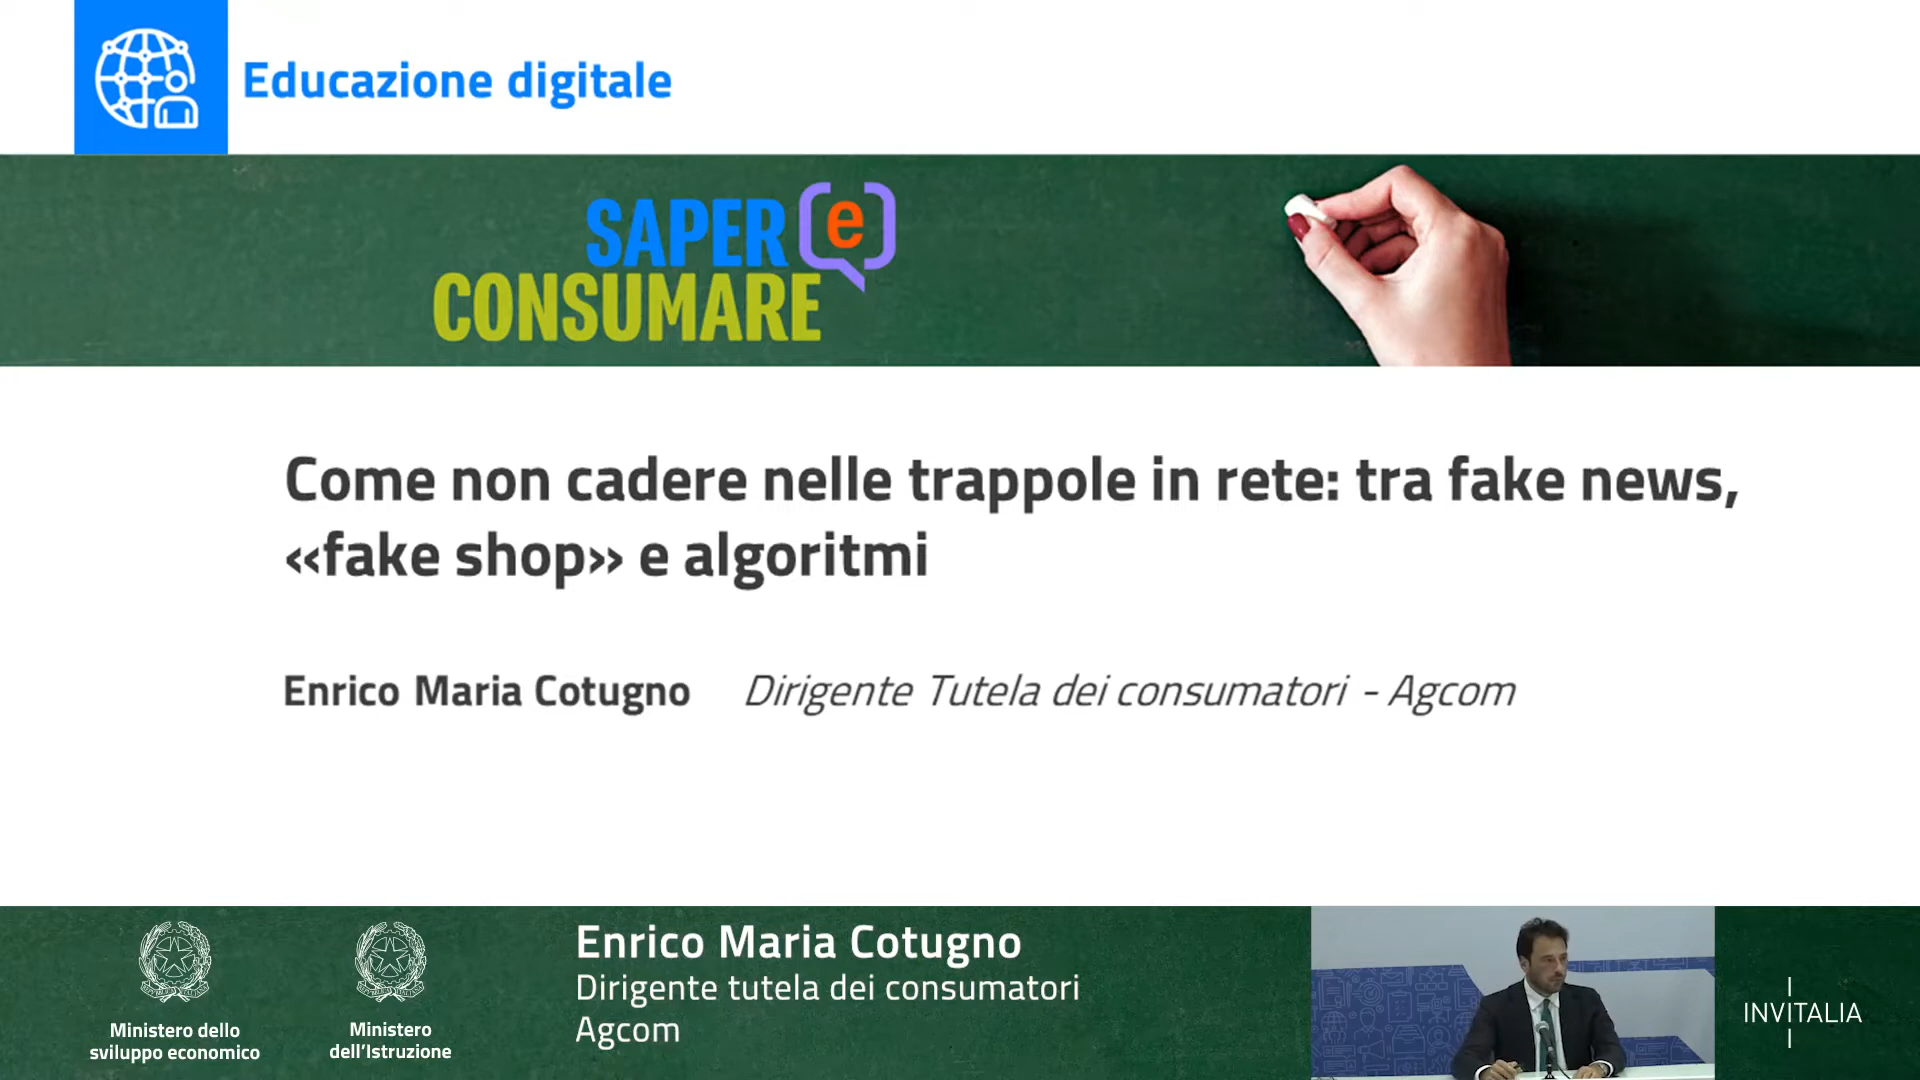 Educazione digitale
SAPER(e)
CONSUMARE
Come non cadere nelle trappole in rete: tra fake news,
«fake shop» e algoritmi
Enrico Maria Cotugno Dirigente Tutela dei consumatori - Agcom
Ministero dello
sviluppo economico
Ministero
dell'Istruzione
Enrico Maria Cotugno
Dirigente tutela dei consumatori
Agcom
INVITALIA